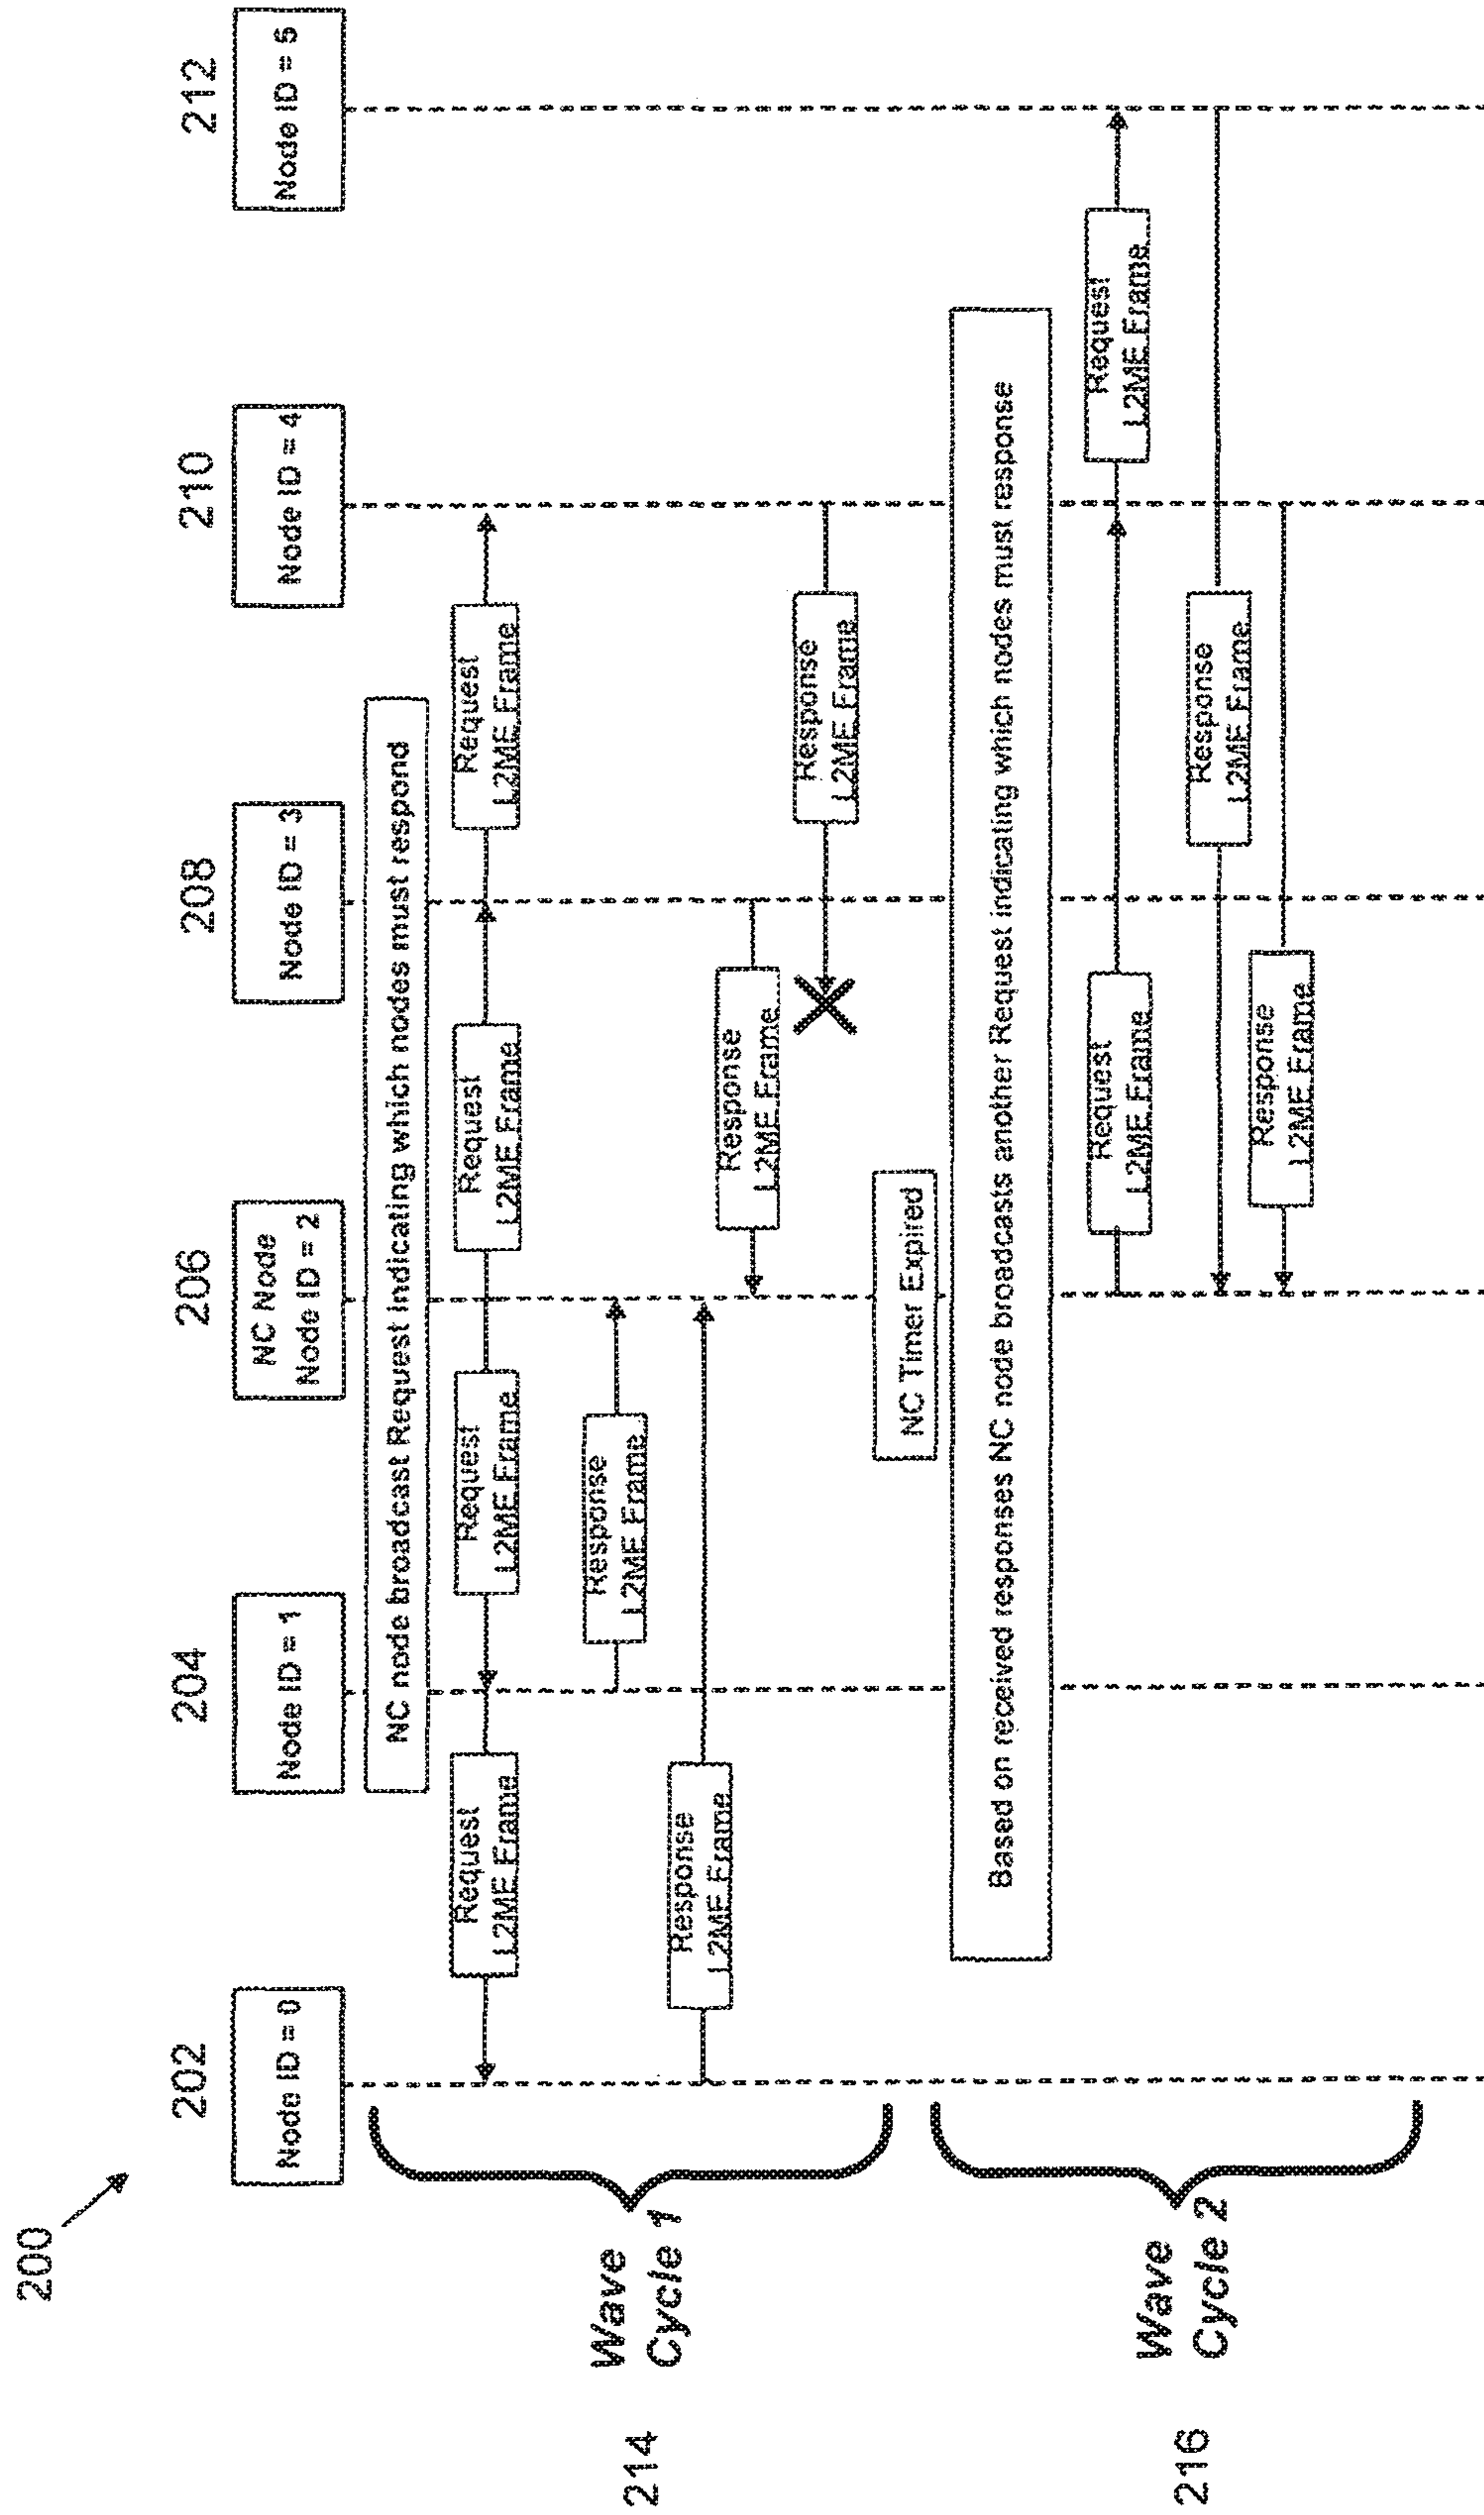 200
202
204
206
208
210
212
Node ID = 0
Node ID = 1
NC Node
Node ID = 2
Node ID = 3
Node ID = 4
Node ID = 5
NC node broadcast Request indicating which nodes must respond
Request
L2ME Frame
Request
L2ME Frame
Request
L2ME Frame
Request
L2ME Frame
Response
L2ME Frame
214
Wave
Cycle 1
Response
L2ME Frame
Response
L2ME Frame
Response
L2ME Frame
NC Timer Expired
Based on received responses NC node broadcasts another Request indicating which nodes must response
Request
L2ME Frame
Request
L2ME Frame
216
Wave
Cycle 2
Response
L2ME Frame
Response
L2ME Frame